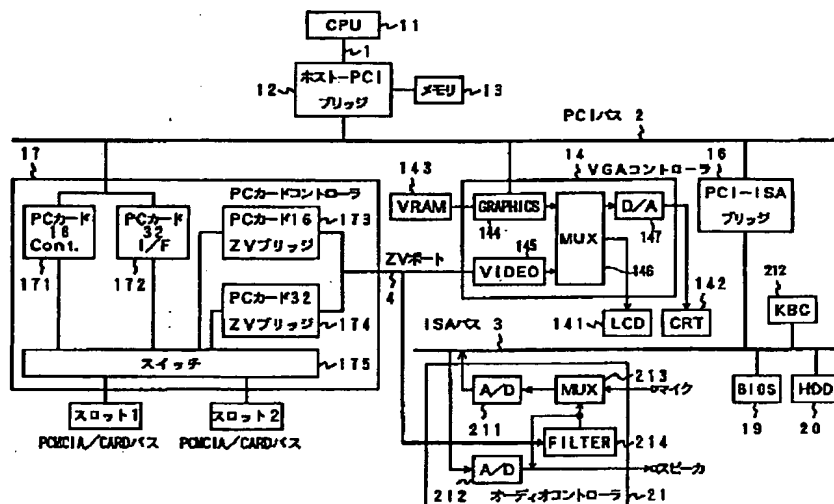 CPU
11
1
ホスト-PCI
ブリッジ
12
メモリ
13
PCIバス 2
17
PCカードコントローラ
PCカード
16
Cont.
171
PCカード
32
I/F
172
PCカード16
ZVブリッジ
173
PCカード32
ZVブリッジ
174
スイッチ
175
スロット1
PCMCIA/CARDバス
スロット2
PCMCIA/CARDバス
ZVポート
4
143
VRAM
14
VGAコントローラ
GRAPHICS
144
145
VIDEO
MUX
146
D/A
147
141
LCD
142
CRT
16
PCI-ISA
ブリッジ
212
KBC
ISAバス 3
BIOS
19
HDD
20
A/D
211
MUX
213
マイク
FILTER
214
A/D
212
スピーカ
オーディオコントローラ
21